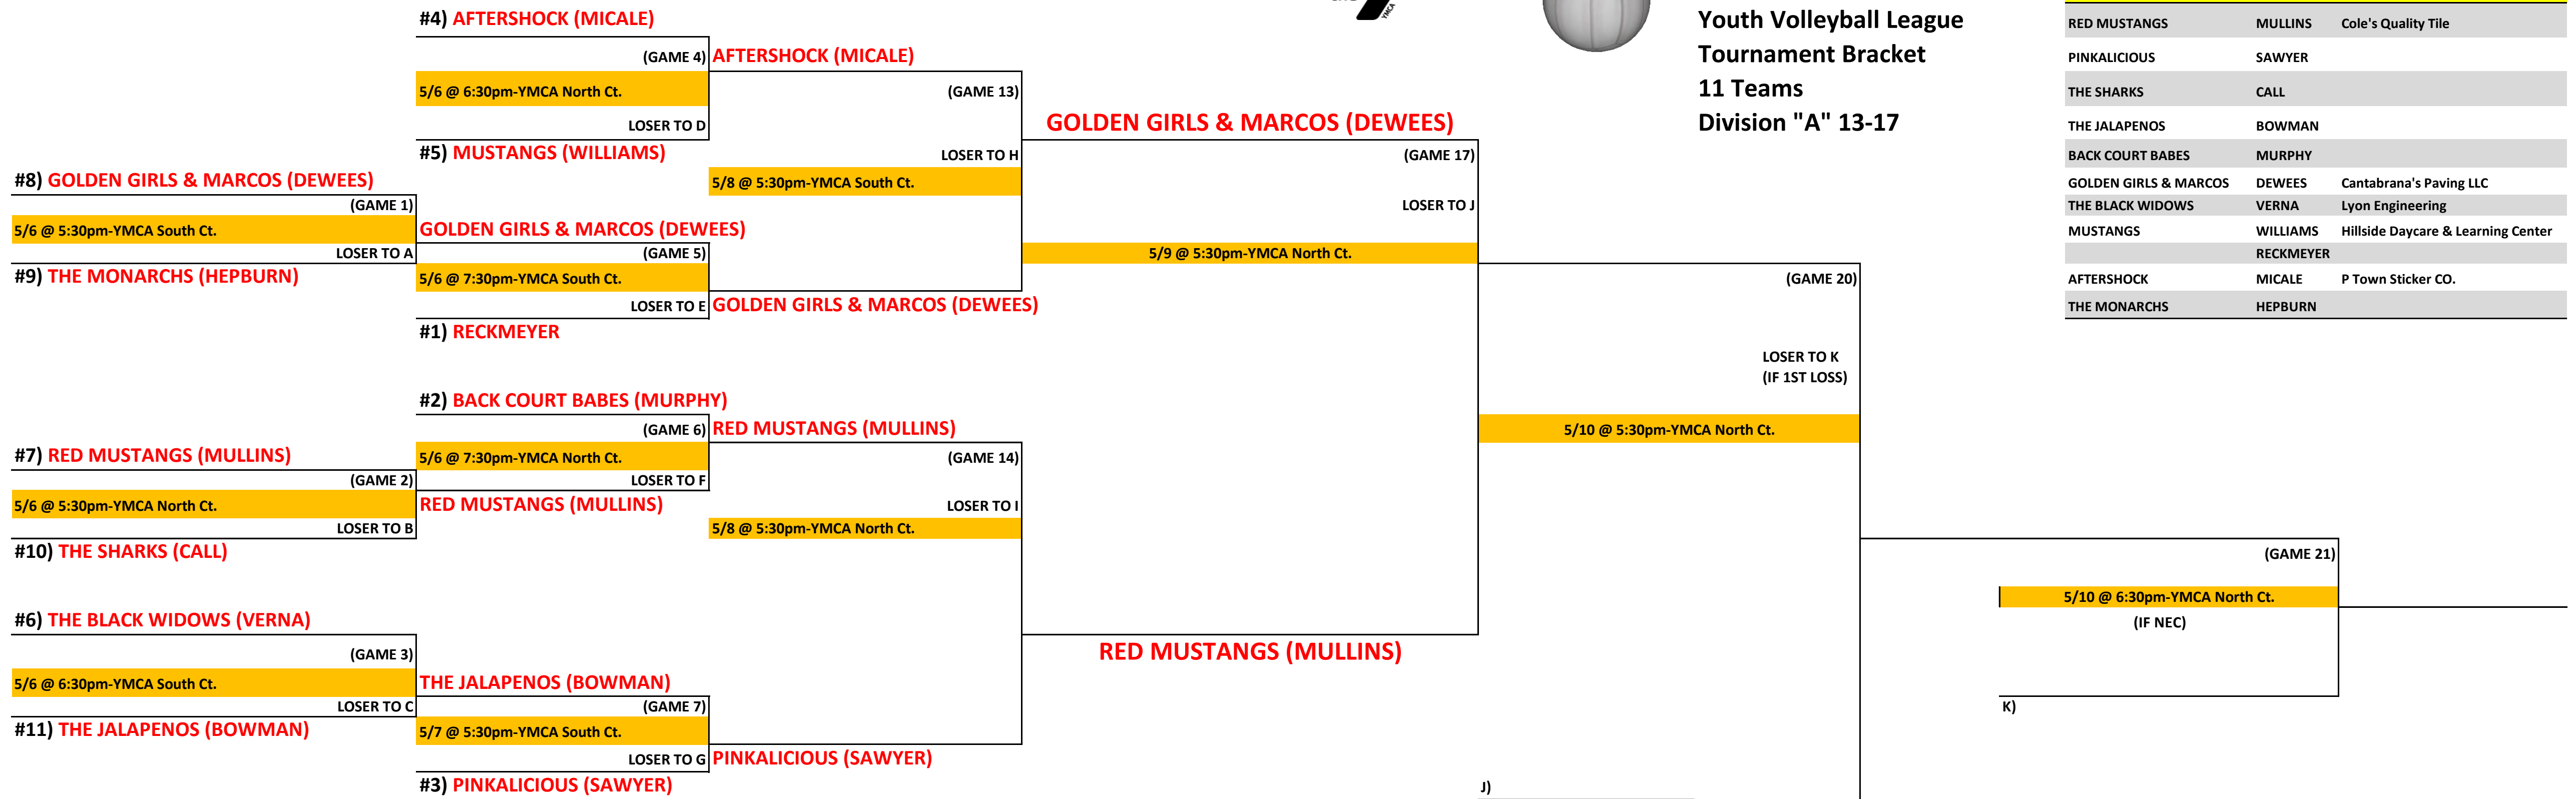 #4) AFTERSHOCK (MICALE)
(GAME 4)
5/6 @ 6:30pm-YMCA North Ct.
LOSER TO D
#5) MUSTANGS (WILLIAMS)
#8) GOLDEN GIRLS & MARCOS (DEWEES)
(GAME 1)
5/6 @ 5:30pm-YMCA South Ct.
LOSER TO A
#9) THE MONARCHS (HEPBURN)
GOLDEN GIRLS & MARCOS (DEWEES)
(GAME 5)
5/6 @ 7:30pm-YMCA South Ct.
LOSER TO E
#1) RECKMEYER
AFTERSHOCK (MICALE)
(GAME 13)
LOSER TO H
5/8 @ 5:30pm-YMCA South Ct.
GOLDEN GIRLS & MARCOS (DEWEES)
#2) BACK COURT BABES (MURPHY)
(GAME 6)
5/6 @ 7:30pm-YMCA North Ct.
LOSER TO F
RED MUSTANGS (MULLINS)
#7) RED MUSTANGS (MULLINS)
(GAME 2)
5/6 @ 5:30pm-YMCA North Ct.
LOSER TO B
#10) THE SHARKS (CALL)
RED MUSTANGS (MULLINS)
(GAME 14)
LOSER TO I
5/8 @ 5:30pm-YMCA North Ct.
#6) THE BLACK WIDOWS (VERNA)
(GAME 3)
5/6 @ 6:30pm-YMCA South Ct.
LOSER TO C
#11) THE JALAPENOS (BOWMAN)
THE JALAPENOS (BOWMAN)
(GAME 7)
5/7 @ 5:30pm-YMCA South Ct.
LOSER TO G
#3) PINKALICIOUS (SAWYER)
PINKALICIOUS (SAWYER)
GOLDEN GIRLS & MARCOS (DEWEES)
(GAME 17)
LOSER TO J
5/9 @ 5:30pm-YMCA North Ct.
RED MUSTANGS (MULLINS)
(GAME 20)
LOSER TO K
(IF 1ST LOSS)
5/10 @ 5:30pm-YMCA North Ct.
J)
(GAME 21)
5/10 @ 6:30pm-YMCA North Ct.
(IF NEC)
K)
YMCA
Youth Volleyball League
Tournament Bracket
11 Teams
Division "A" 13-17
RED MUSTANGS MULLINS Cole's Quality Tile
PINKALICIOUS SAWYER
THE SHARKS CALL
THE JALAPENOS BOWMAN
BACK COURT BABES MURPHY
GOLDEN GIRLS & MARCOS DEWEES Cantabrana's Paving LLC
THE BLACK WIDOWS VERNA Lyon Engineering
MUSTANGS WILLIAMS Hillside Daycare & Learning Center
RECKMEYER
AFTERSHOCK MICALE P Town Sticker CO.
THE MONARCHS HEPBURN